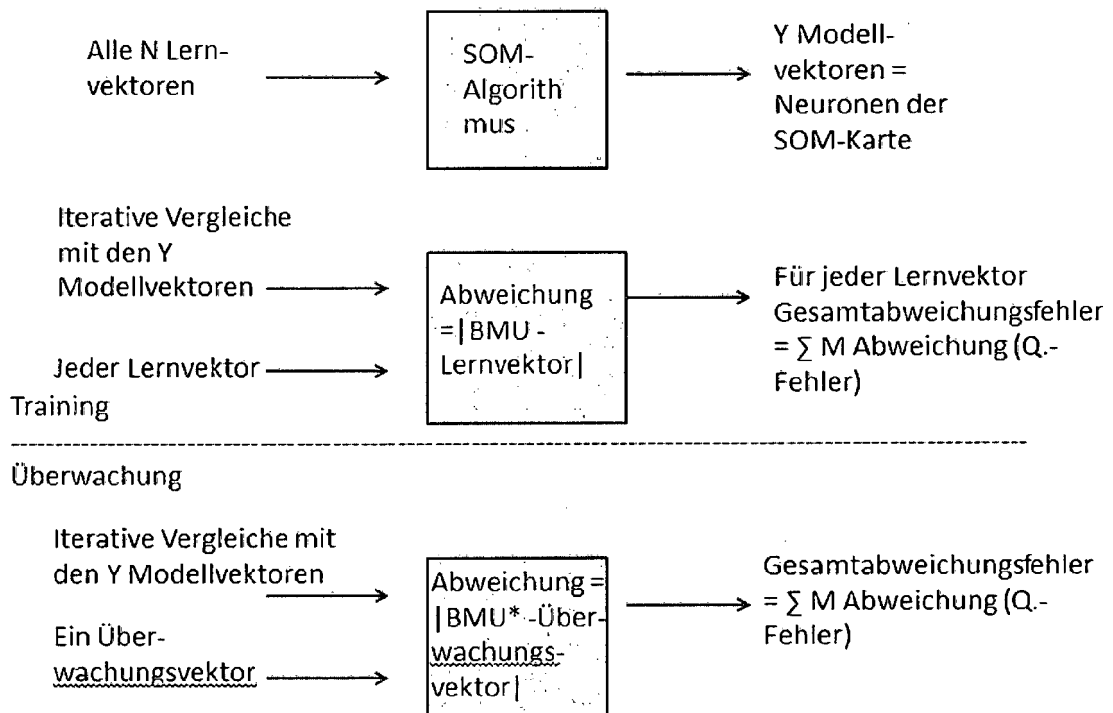 Alle N Lern-
vektoren
SOM-
Algorith
mus
Y Modell-
vektoren =
Neuronen der
SOM-Karte
Iterative Vergleiche
mit den Y
Modellvektoren
Jeder Lernvektor
Abweichung
=|BMU -
Lernvektor|
Für jeder Lernvektor
Gesamtabweichungsfehler
= ∑ M Abweichung (Q.-
Fehler)
Training
Überwachung
Iterative Vergleiche mit
den Y Modellvektoren
Ein Über-
wachungsvektor
Abweichung =
|BMU* -Über-
wachungs-
vektor|
Gesamtabweichungsfehler
= ∑ M Abweichung (Q.-
Fehler)